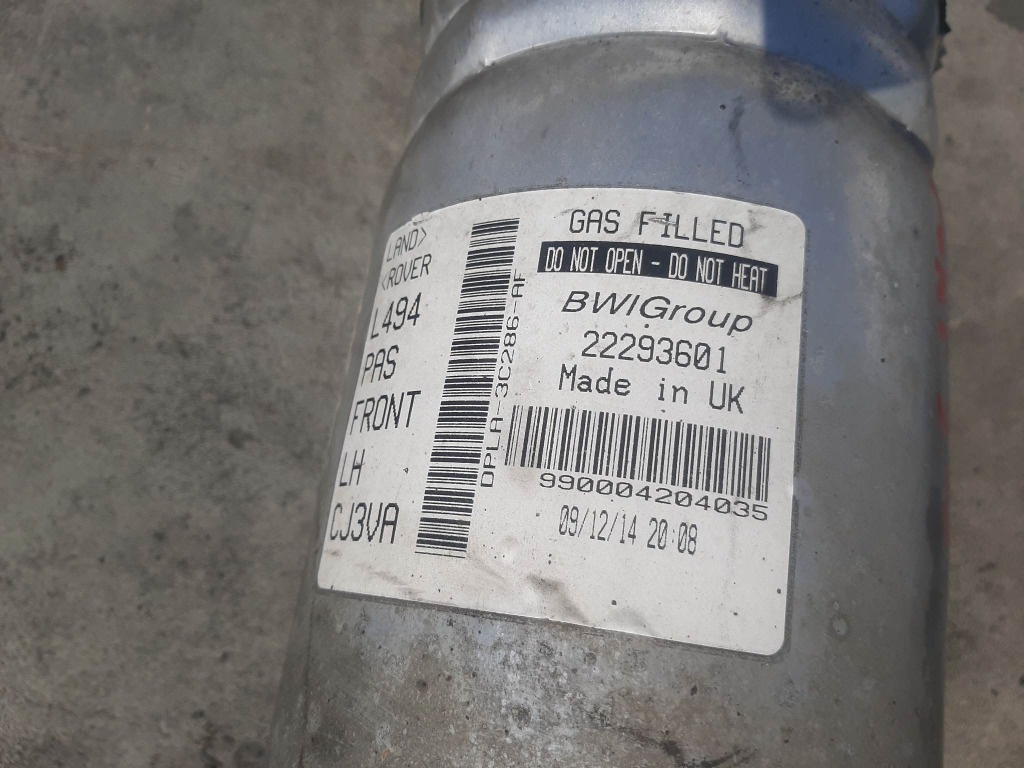 LAND>
<ROVER
L494
PAS
FRONT
LH
CJ3VA
DPLA-3C286-AF
GAS FILLED
DO NOT OPEN - DO NOT HEAT
BWIGroup
22293601
Made in UK
990004204035
09/12/14 20:08